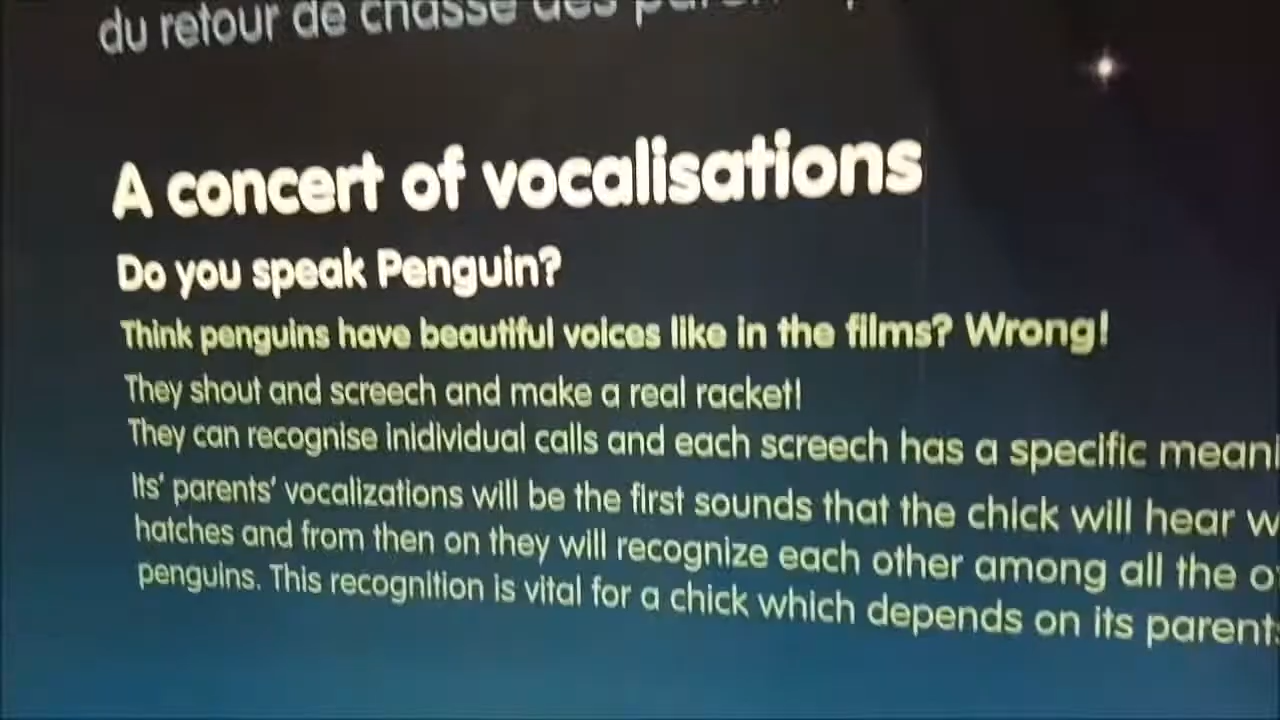 du retour de chasse des
A concert of vocalisations
Do you speak Penguin?
Think penguins have beautiful voices like in the films? Wrong!
They shout and screech and make a real racket!
They can recognise inidividual calls and each screech has a specific
Its' parents' vocalizations will be the first sounds that the chick will hear
hatches and from then on they will recognize each other among all the
penguins. This recognition is vital for a chick which depends on its